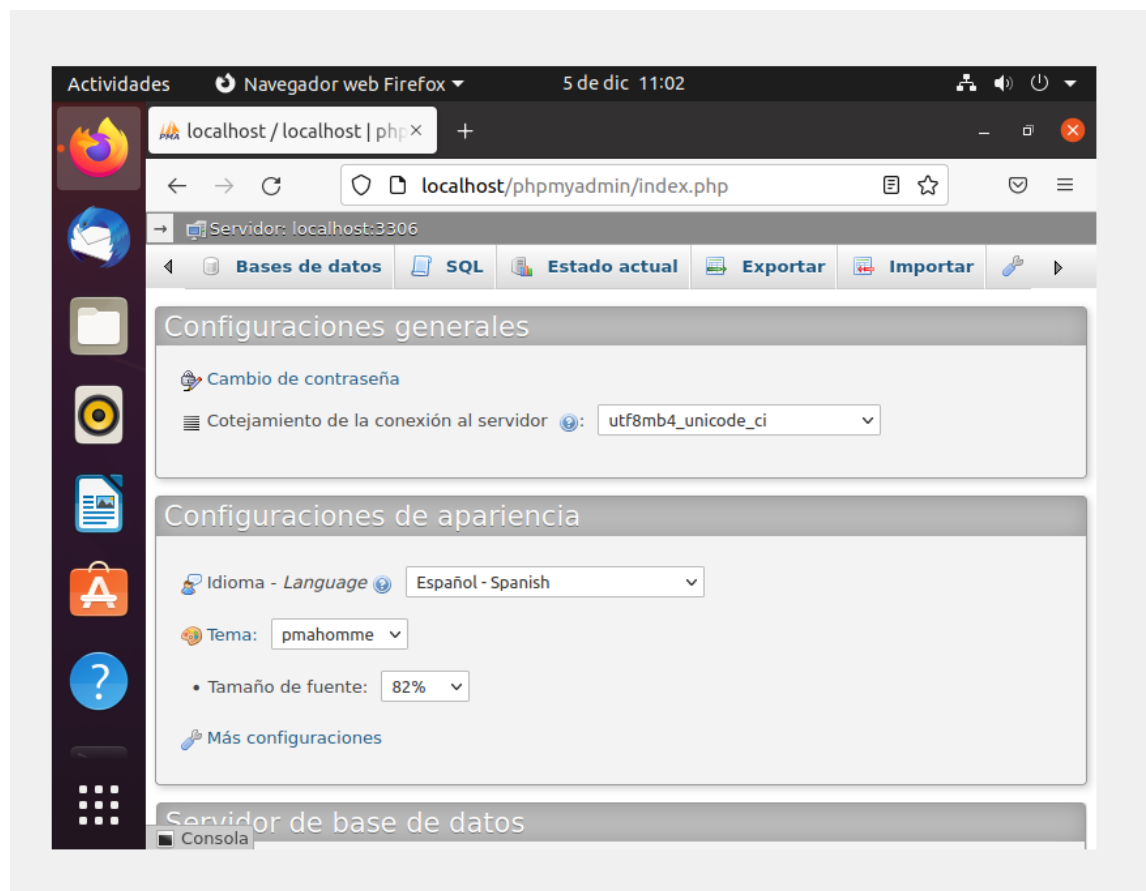 Actividades Navegador web Firefox 5 de dic 11:02
localhost / localhost | php
localhost/phpmyadmin/index.php
Servidor: localhost:3306
Bases de datos SQL Estado actual Exportar Importar
Configuraciones generales
Cambio de contraseña
Cotejamiento de la conexión al servidor : utf8mb4_unicode_ci
Configuraciones de apariencia
Idioma - Language Español - Spanish
Tema: pmahomme
• Tamaño de fuente: 82%
Más configuraciones
Servidor de base de datos
Consola